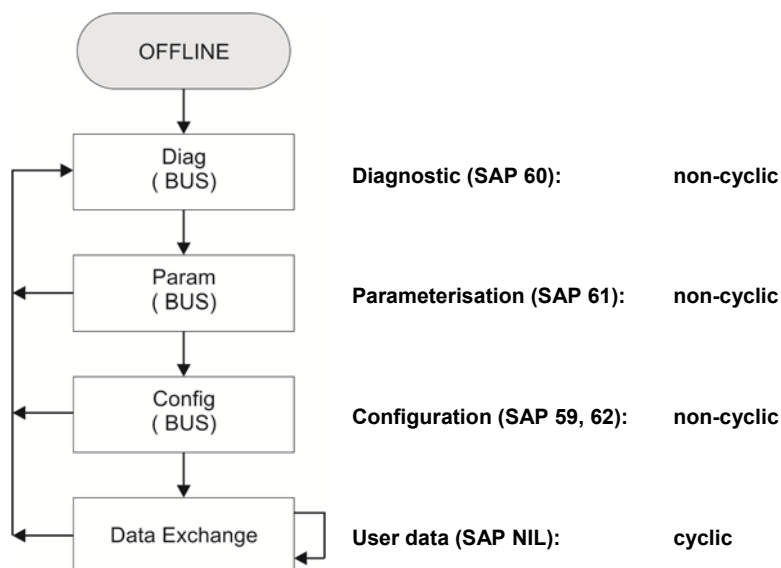 OFFLINE
Diag
( BUS)
Diagnostic (SAP 60): non-cyclic
Param
( BUS)
Parameterisation (SAP 61): non-cyclic
Config
( BUS)
Configuration (SAP 59, 62): non-cyclic
Data Exchange
User data (SAP NIL): cyclic